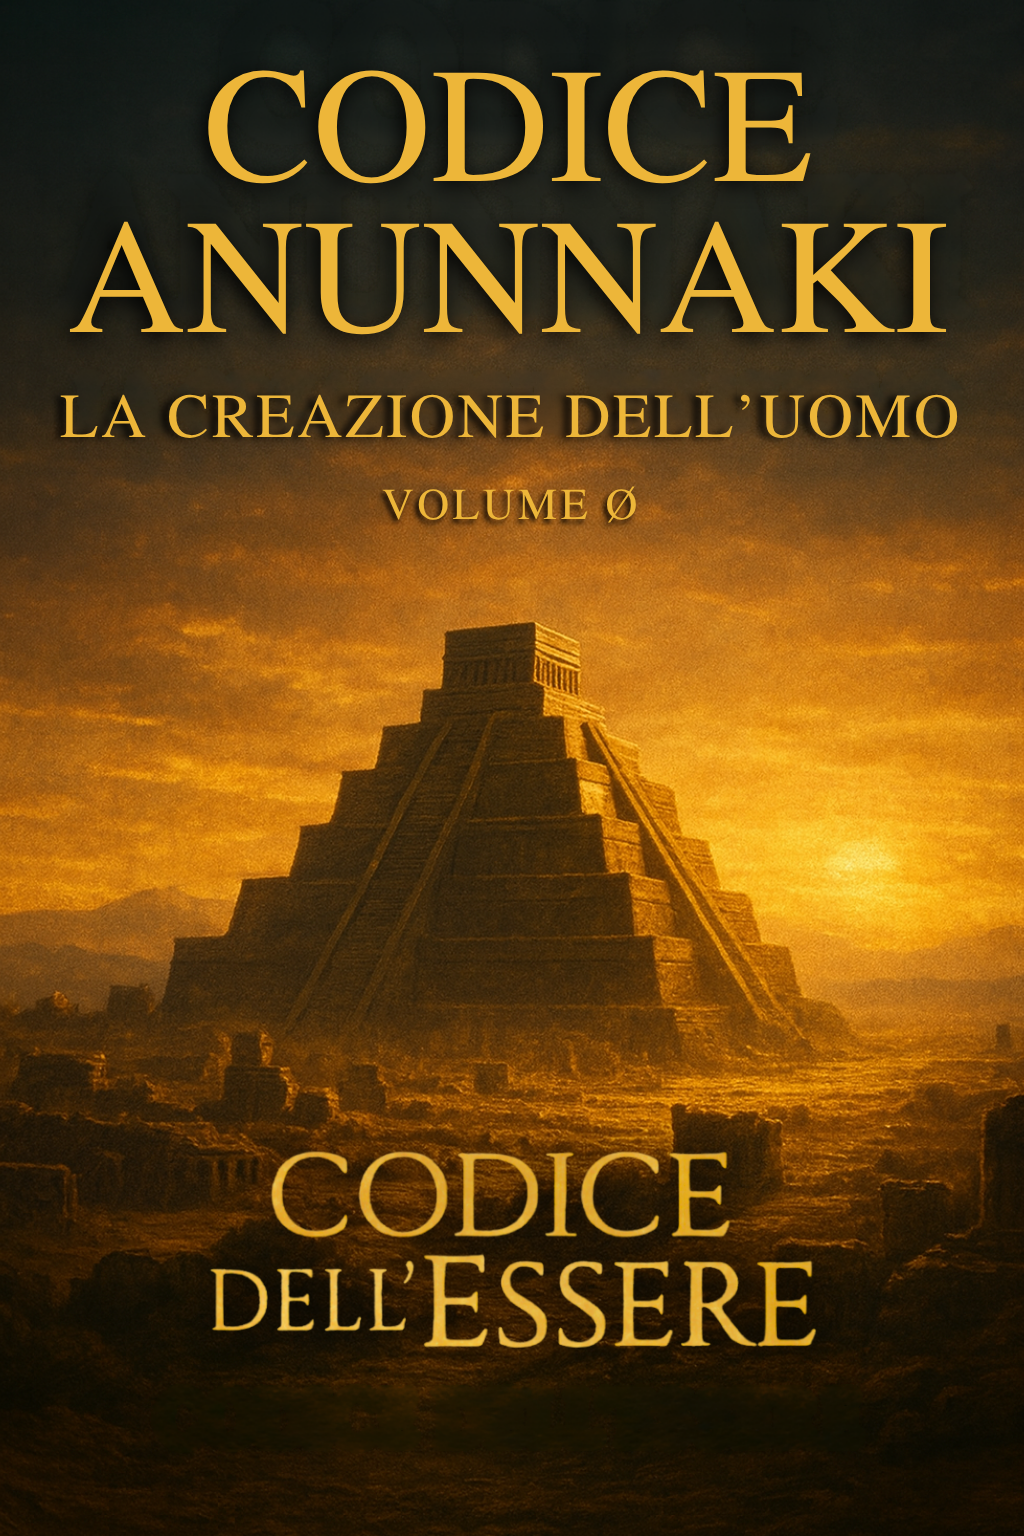 CODICE
ANUNNAKI
LA CREAZIONE DELL’UOMO
VOLUME Ø
CODICE
DELL’ESSERE